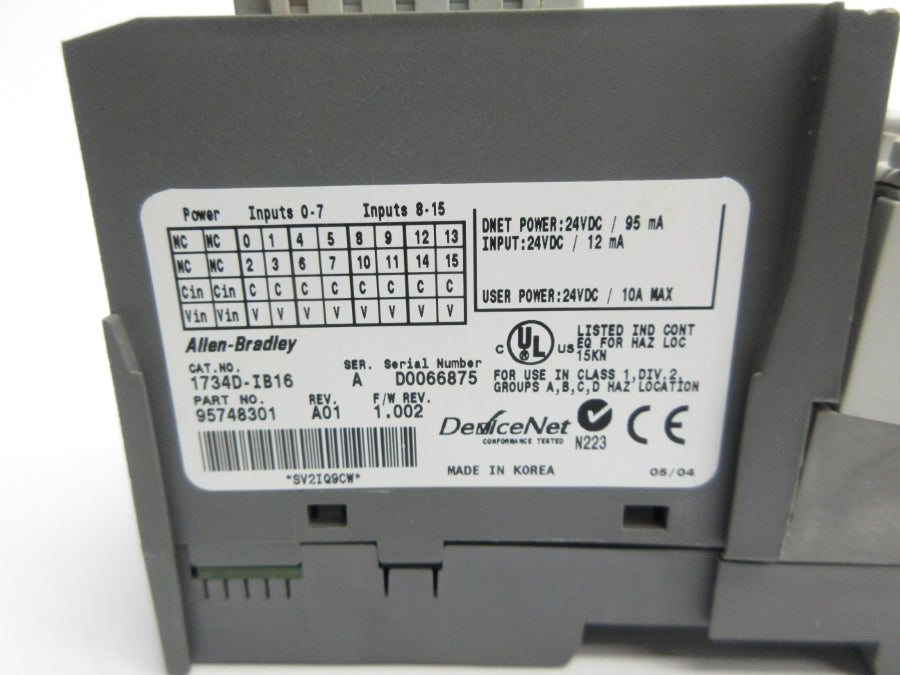 Power Inputs 0-7 Inputs 8-15
NC NC 0 1 4 5 8 9 12 13
NC NC 2 3 6 7 10 11 14 15
Cin Cin C C C C C C C C
Vin Vin V V V V V V V V
DNET POWER:24VDC / 95 mA
INPUT:24VDC / 12 mA
USER POWER:24VDC / 10A MAX
Allen-Bradley
CAT.NO. SER. Serial Number
1734D-IB16 A D0066875
PART NO. REV. F/W REV.
95748301 A01 1.002
*SV2IQ9CW*
C UL US
LISTED IND CONT
EQ FOR HAZ LOC
15KN
FOR USE IN CLASS 1,DIV.2,
GROUPS A,B,C,D HAZ LOCATION
DeviceNet
CONFORMANCE TESTED
N223
CE
MADE IN KOREA 05/04